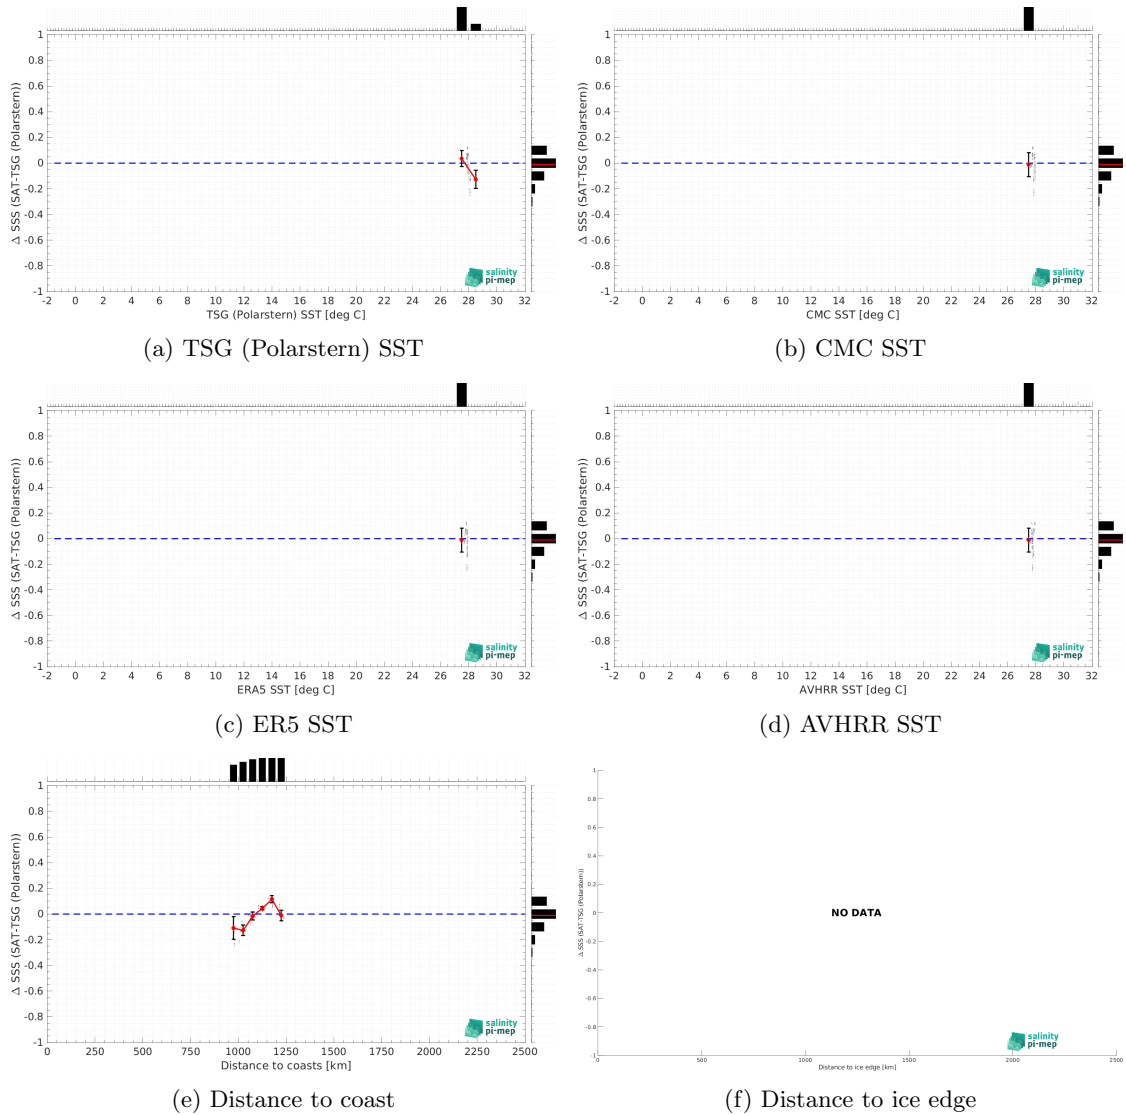 1
0.8
0.6
0.4
0.2
0
-0.2
-0.4
-0.6
-0.8
-1
Δ SSS (SAT-TSG (Polarstern))
-2 0 2 4 6 8 10 12 14 16 18 20 22 24 26 28 30 32
TSG (Polarstern) SST [deg C]
salinity
pi-mep
(a) TSG (Polarstern) SST
1
0.8
0.6
0.4
0.2
0
-0.2
-0.4
-0.6
-0.8
-1
Δ SSS (SAT-TSG (Polarstern))
-2 0 2 4 6 8 10 12 14 16 18 20 22 24 26 28 30 32
CMC SST [deg C]
salinity
pi-mep
(b) CMC SST
1
0.8
0.6
0.4
0.2
0
-0.2
-0.4
-0.6
-0.8
-1
Δ SSS (SAT-TSG (Polarstern))
-2 0 2 4 6 8 10 12 14 16 18 20 22 24 26 28 30 32
ERA5 SST [deg C]
salinity
pi-mep
(c) ER5 SST
1
0.8
0.6
0.4
0.2
0
-0.2
-0.4
-0.6
-0.8
-1
Δ SSS (SAT-TSG (Polarstern))
-2 0 2 4 6 8 10 12 14 16 18 20 22 24 26 28 30 32
AVHRR SST [deg C]
salinity
pi-mep
(d) AVHRR SST
1
0.8
0.6
0.4
0.2
0
-0.2
-0.4
-0.6
-0.8
-1
Δ SSS (SAT-TSG (Polarstern))
0 250 500 750 1000 1250 1500 1750 2000 2250 2500
Distance to coasts [km]
salinity
pi-mep
(e) Distance to coast
1
0.8
0.6
0.4
0.2
0
-0.2
-0.4
-0.6
-0.8
-1
Δ SSS (SAT-TSG (Polarstern))
NO DATA
0 500 1000 1500 2000 2500
Distance to ice edge [km]
salinity
pi-mep
(f) Distance to ice edge